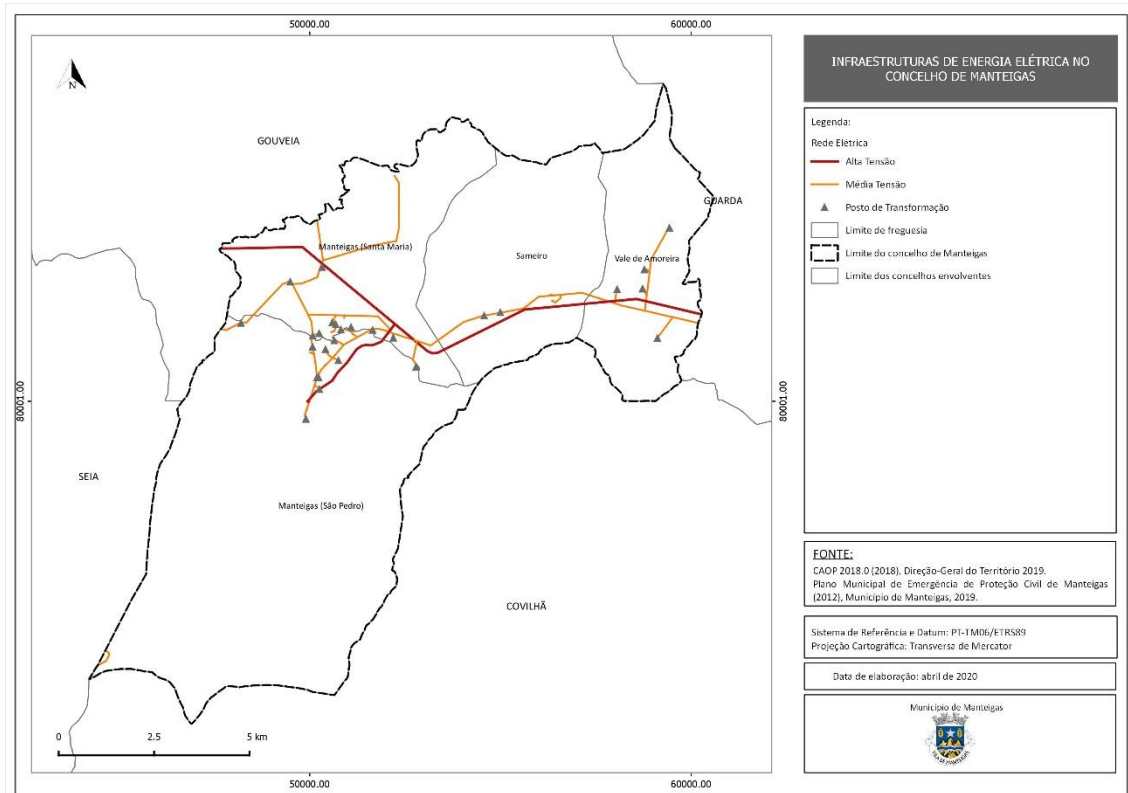 50000.00
60000.00
N
GOUVEIA
GUARDA
Manteigas (Santa Maria)
Sameiro
Vale de Amoreira
80001.00
80001.00
SEIA
Manteigas (São Pedro)
COVILHÃ
0
2.5
5 km
50000.00
60000.00
INFRAESTRUTURAS DE ENERGIA ELÉTRICA NO
CONCELHO DE MANTEIGAS
Legenda:
Rede Elétrica
Alta Tensão
Média Tensão
Posto de Transformação
Limite de freguesia
Limite do concelho de Manteigas
Limite dos concelhos envolventes
FONTE:
CAOP 2018.0 (2018), Direção-Geral do Território 2019.
Plano Municipal de Emergência de Proteção Civil de Manteigas
(2012), Município de Manteigas, 2019.
Sistema de Referência e Datum: PT-TM06/ETRS89
Projeção Cartográfica: Transversa de Mercator
Data de elaboração: abril de 2020
Município de Manteigas
VILA DE MANTEIGAS